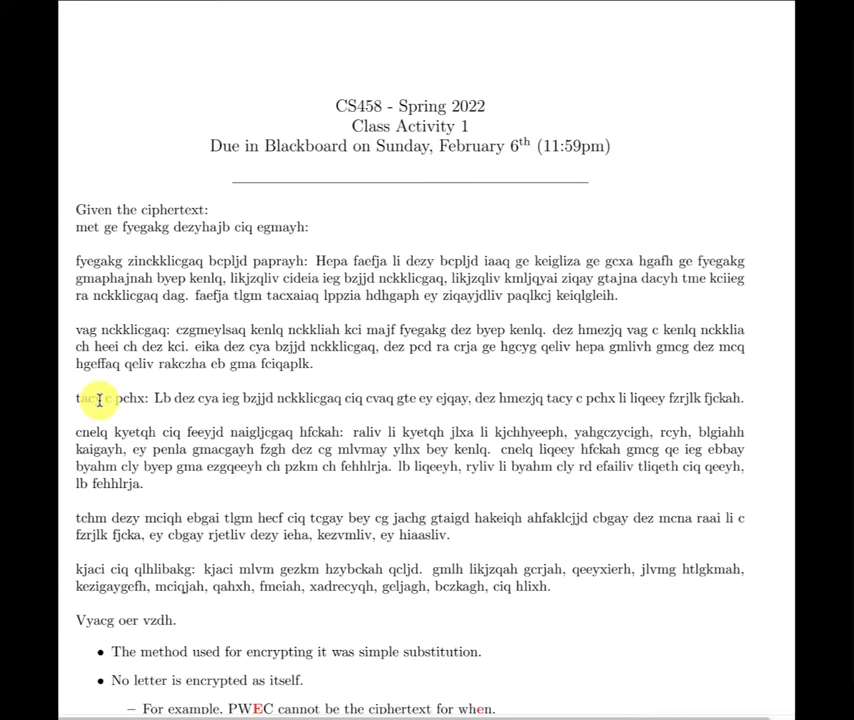 CS458 - Spring 2022
Class Activity 1
Due in Blackboard on Sunday, February 6th (11:59pm)
Given the ciphertext:
met ge fyegakg dezyhajb ciq egmayh:
fyegakg zinckklicgaq bcpljd paprayh: Hepa faefja li dezy bcpljd iaaq ge keigliza ge gcxa hgafh ge fyegakg
gmaphajnah byep kenlq, likjzqliv cideia ieg bzjjd nckklicgaq, likjzqliv kmljqyai ziqay gtajna dacyh tme kciieg
ra nckklicgaq dag. faefja tlgm tacxaiaq lppzia hdhgaph ey ziqayjdliv paqlkcj keiqlgleih.
vag nckklicgaq: czgmeylsaq kenlq nckkliah kci majf fyegakg dez byep kenlq. dez hmezjq vag c kenlq nckklia
ch heei ch dez kci. eika dez cya bzjjd nckklicgaq, dez pcd ra crja ge hgcyg qeliv hepa gmlivh gmcg dez mcq
hgeffaq qeliv rakczha eb gma fciqaplk.
tacy c pchx: Lb dez cya ieg bzjjd nckklicgaq ciq cvaq gte ey ejqay, dez hmezjq tacy c pchx li liqeey fzrjlk fjckah.
cnelq kyetqh ciq feeyjd naigljcgaq hfckah: raliv li kyetqh jlxa li kjchhyeeph, yahgczycigh, rcyh, blgiahh
kaigayh, ey penla gmacgayh fzgh dez cg mlvmay ylhx bey kenlq. cnelq liqeey hfckah gmcg qe ieg ebbay
byahm cly byep gma ezgqeeyh ch pzkm ch fehhlrja. lb liqeeyh, ryliv li byahm cly rd efailiv tliqeth ciq qeeyh,
lb fehhlrja.
tchm dezy mciqh ebgai tlgm hecf ciq tcgay bey cg jachg gtaigd hakeiqh ahfaklcjjd cbgay dez mcna raai li c
fzrjlk fjcka, ey cbgay rjetliv dezy ieha, kezvmliv, ey hiaasliv.
kjaci ciq qlhlibakg: kjaci mlvm gezkm hzybckah qcljd. gmlh likjzqah gcrjah, qeeyxierh, jlvmg htlgkmah,
kezigaygefh, mciqjah, qahxh, fmeiah, xadrecyqh, geljagh, bczkagh, ciq hlixh.
Vyacg oer vzdh.
• The method used for encrypting it was simple substitution.
• No letter is encrypted as itself.
– For example, PWEC cannot be the ciphertext for when.